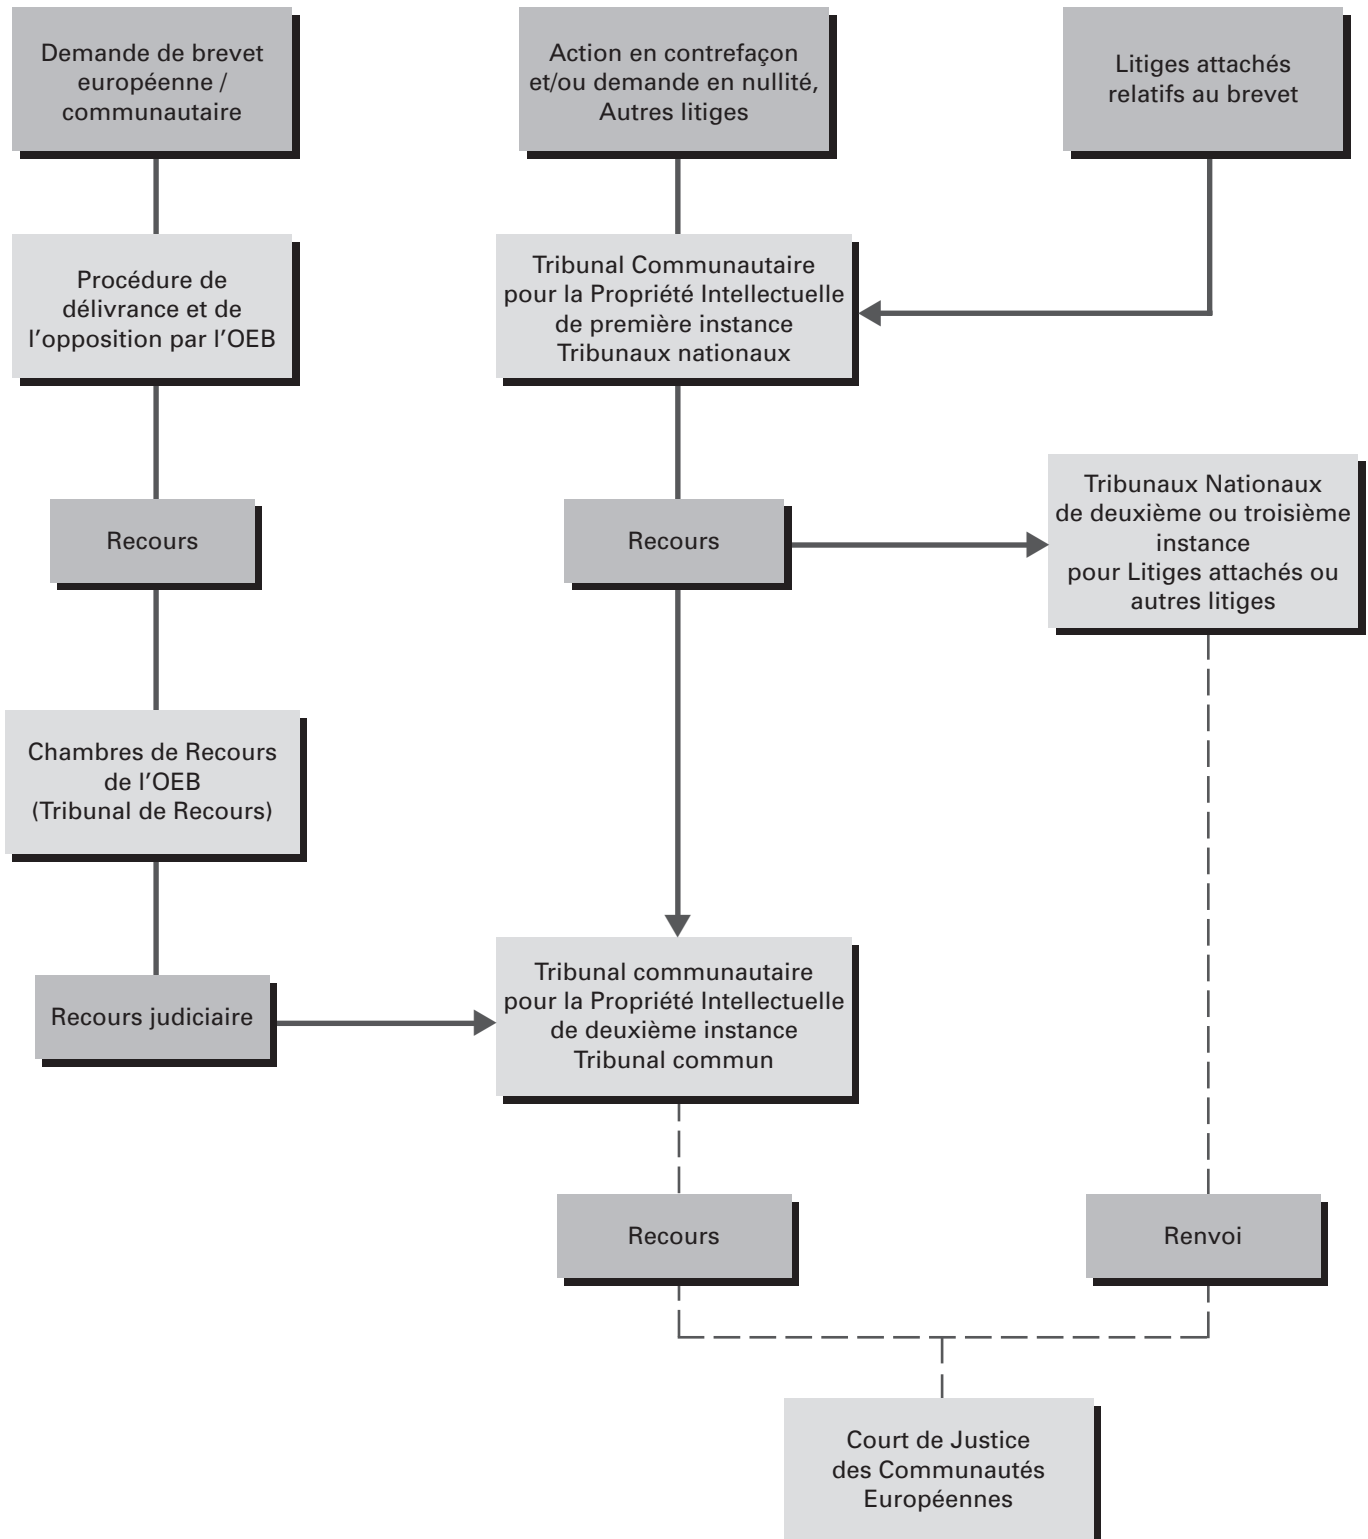 Demande de brevet
européenne /
communautaire
Action en contrefaçon
et/ou demande en nullité,
Autres litiges
Litiges attachés
relatifs au brevet
Procédure de
délivrance et de
l'opposition par l'OEB
Tribunal Communautaire
pour la Propriété Intellectuelle
de première instance
Tribunaux nationaux
Recours
Recours
Tribunaux Nationaux
de deuxième ou troisième
instance
pour Litiges attachés ou
autres litiges
Chambres de Recours
de l'OEB
(Tribunal de Recours)
Recours judiciaire
Tribunal communautaire
pour la Propriété Intellectuelle
de deuxième instance
Tribunal commun
Recours
Renvoi
Court de Justice
des Communautés
Européennes